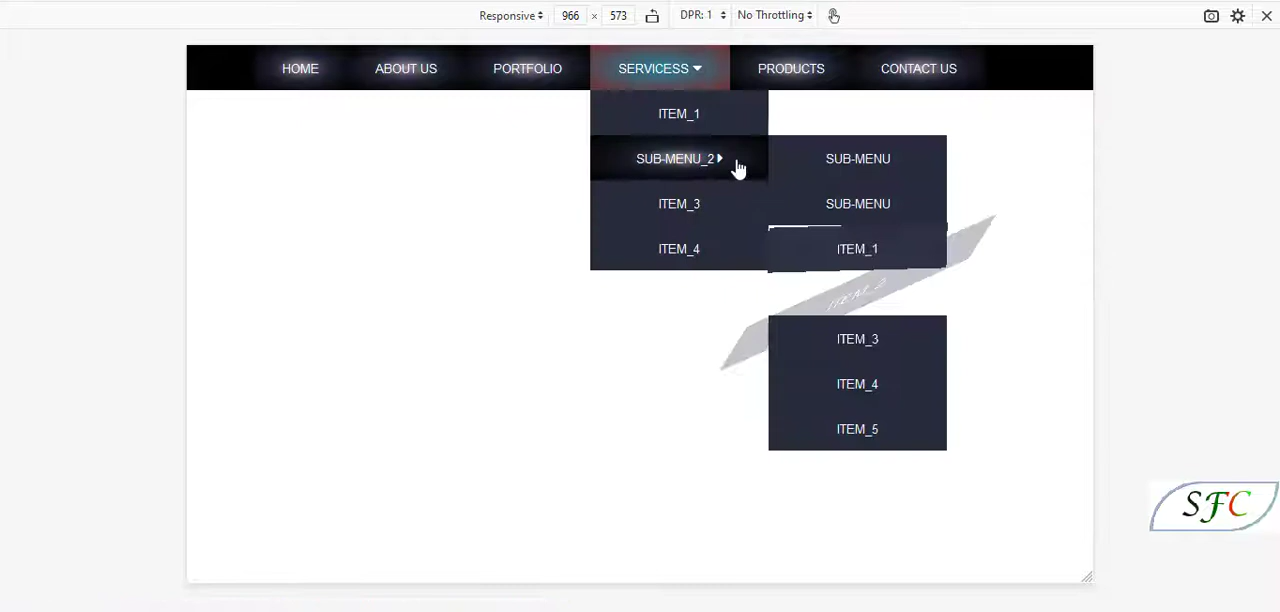 Responsive 966 × 573 DPR: 1 No Throttling
HOME ABOUT US PORTFOLIO SERVICESS PRODUCTS CONTACT US
ITEM_1
SUB-MENU_2 SUB-MENU
ITEM_3 SUB-MENU
ITEM_4 ITEM_1
ITEM_3
ITEM_4
ITEM_5
SFC